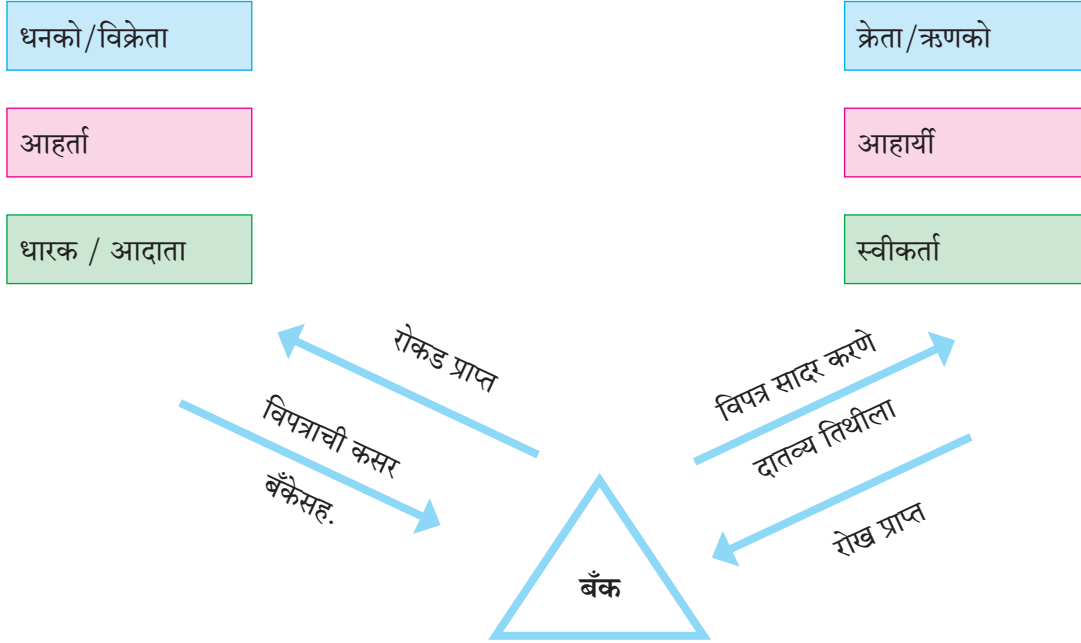 धनको/विक्रेता
क्रेता/ऋणको
आहर्ता
आहार्यी
धारक / आदाता
स्वीकर्ता
रोकड प्राप्त
विपत्राची कसर
बँकेसह.
विपत्र सादर करणे
दातव्य तिथीला
रोख प्राप्त
बँक